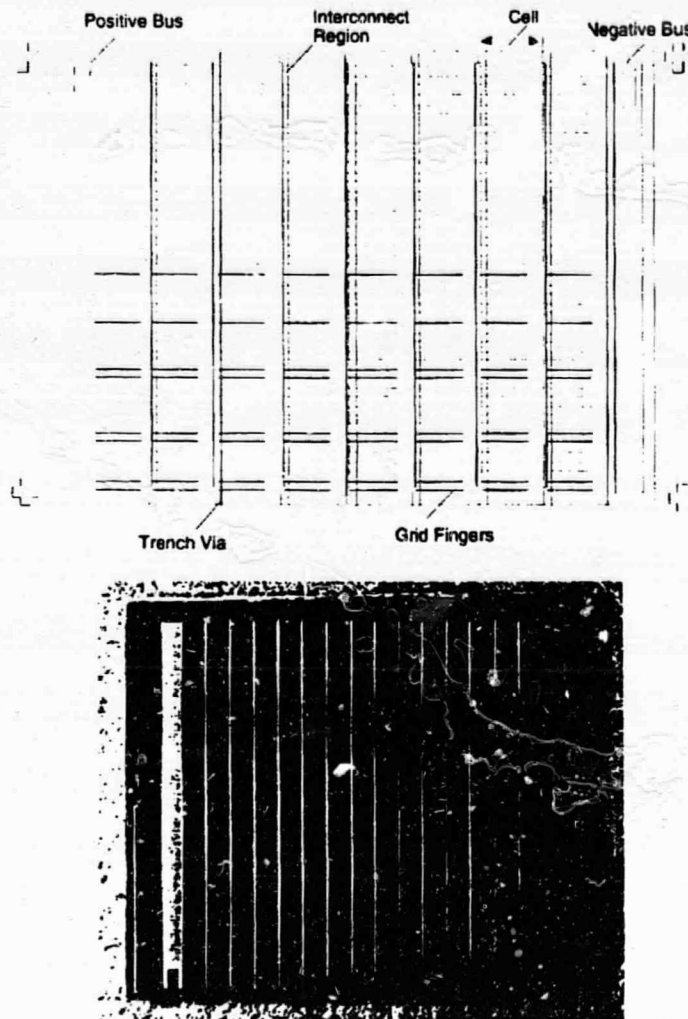 Positive Bus
Interconnect
Region
Cell
Negative Bus
Trench Via
Grid Fingers